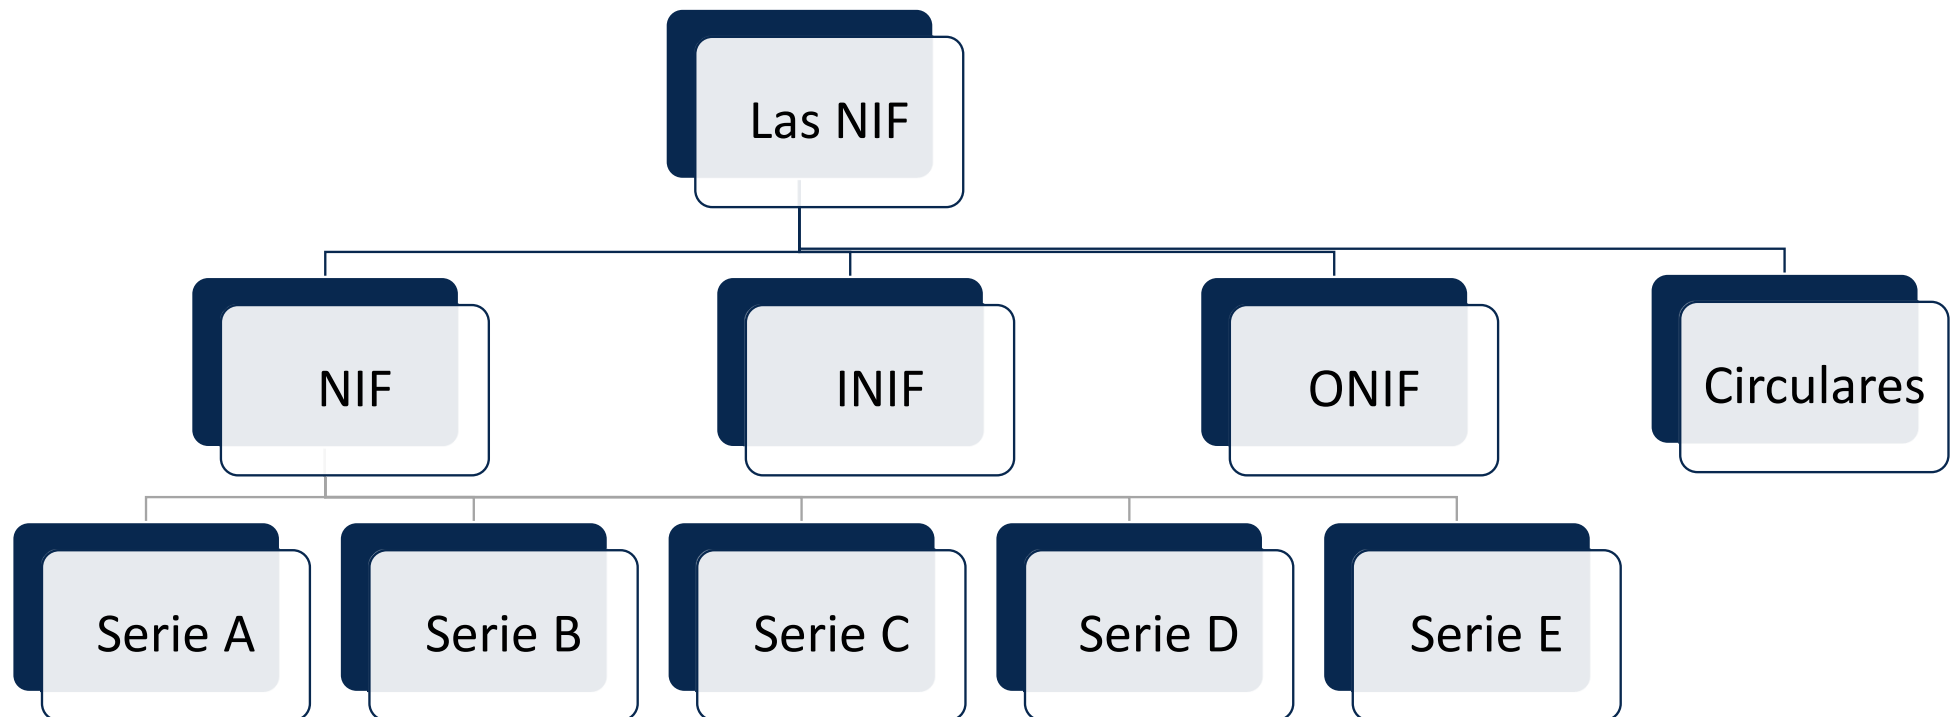 Las NIF
NIF
INIF
ONIF
Circulares
Serie A
Serie B
Serie C
Serie D
Serie E